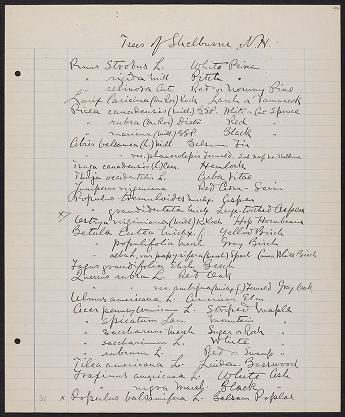 Trees of Shelburne, N.H.
Pinus Strobus L. White Pine
" rigida Mill Pitch "
" resinosa Ait Red or Norway Pine
Larix laricina (Du Roi) Koch Larch or Tamarack
Picea canadensis (Mill.) BSP. White or Cat Spruce
" rubra (Du Roi) Dietr Red "
" mariana (Mill.) BSP Black "
Abies balsamea (L.) Mill Balsam Fir
" " var. phanerolepis Fernald
Tsuga canadensis (L.) Carr. Hemlock
Thuja occidentalis L. Arbor Vitae
Juniperus virginiana Red Cedar - Savin
Populus tremuloides Michx. Aspen
" grandidentata Michx Large-toothed Aspen
Ostrya virginiana (Mill.) K. Koch Hop Hornbeam
Betula lutea Michx. f. Yellow Birch
" populifolia Marsh Gray Birch
" alba L. var. papyrifera (Marsh) Spach Canoe White Birch
Fagus grandifolia Ehrh Beech
Quercus rubra L. Red Oak
" " var. ambigua (Michx. f.) Fernald Gray Oak
Ulmus americana L. American Elm
Acer pennsylvanicum L. Striped Maple
" spicatum Lam. Mountain "
" saccharum Marsh Sugar or Rock "
" saccharinum L. White "
" rubrum L. Red or Swamp "
Tilia americana L. Linden Basswood
Fraxinus americana L. White Ash
" nigra Marsh Black "
x Populus balsamifera L. Balsam Poplar